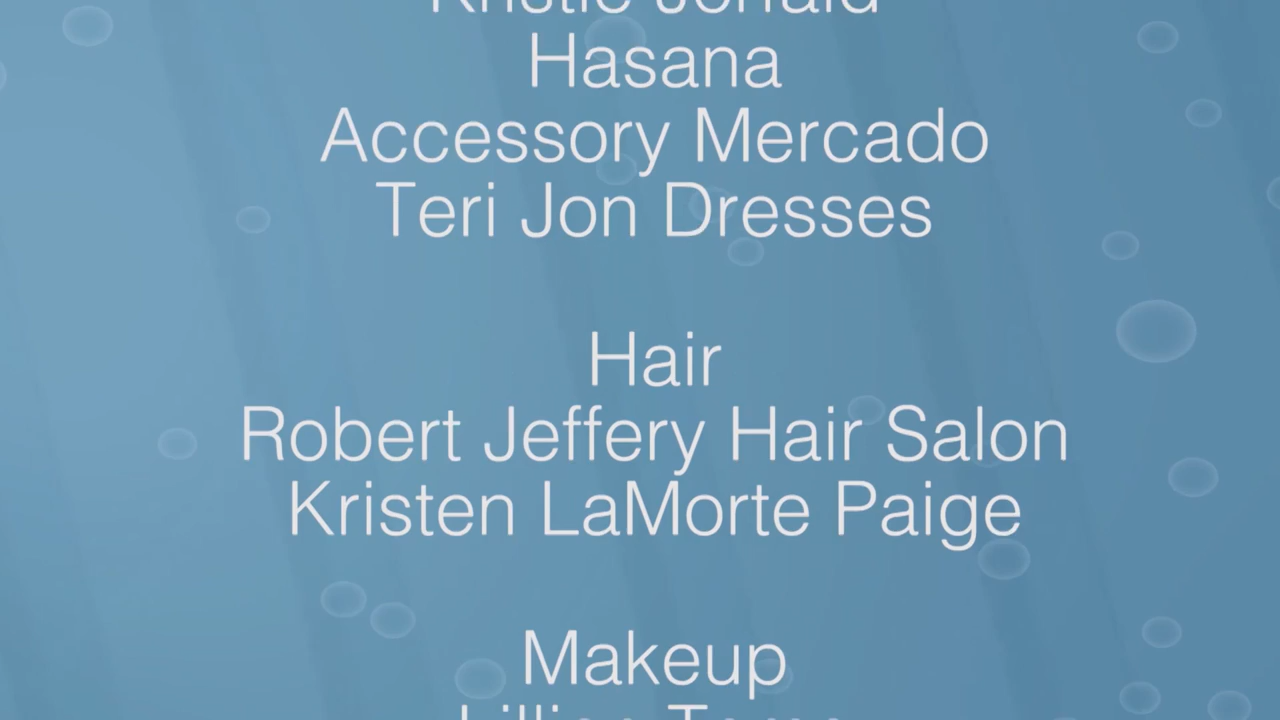 Hasana
Accessory Mercado
Teri Jon Dresses
Hair
Robert Jeffery Hair Salon
Kristen LaMorte Paige
Makeup